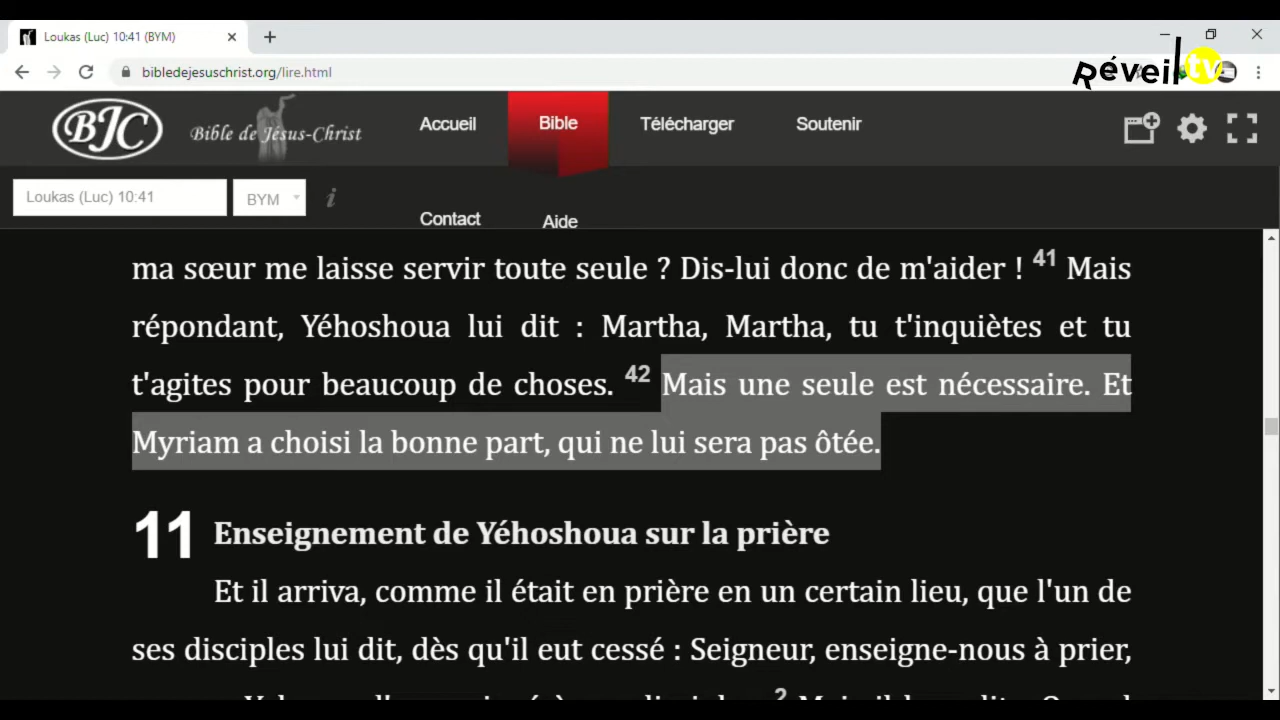 Loukas (Luc) 10:41 (BYM)
Réveil tv
bibledejesuschrist.org/lire.html
BJC Bible de Jésus-Christ
Accueil Bible Télécharger Soutenir
Loukas (Luc) 10:41 BYM i
Contact Aide
ma sœur me laisse servir toute seule ? Dis-lui donc de m'aider ! 41 Mais
répondant, Yéhoshoua lui dit : Martha, Martha, tu t'inquiètes et tu
t'agites pour beaucoup de choses. 42 Mais une seule est nécessaire. Et
Myriam a choisi la bonne part, qui ne lui sera pas ôtée.
11 Enseignement de Yéhoshoua sur la prière
Et il arriva, comme il était en prière en un certain lieu, que l'un de
ses disciples lui dit, dès qu'il eut cessé : Seigneur, enseigne-nous à prier,